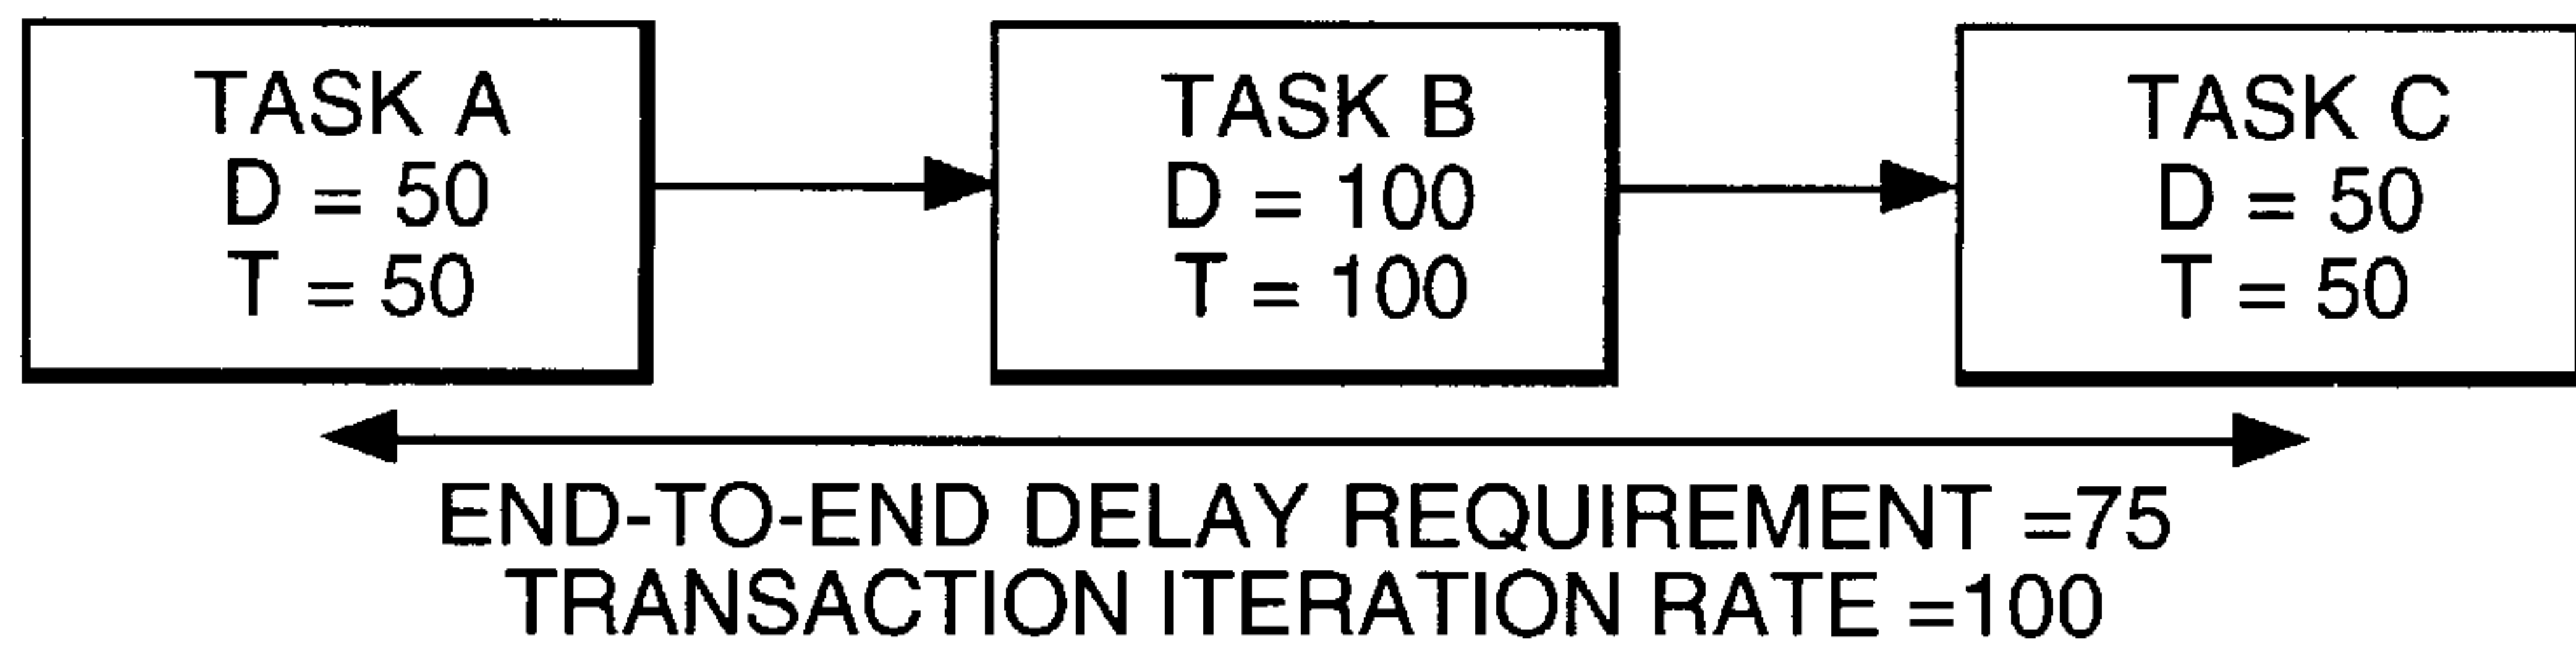 TASK A
D = 50
T = 50
TASK B
D = 100
T = 100
TASK C
D = 50
T = 50
END-TO-END DELAY REQUIREMENT =75
TRANSACTION ITERATION RATE =100